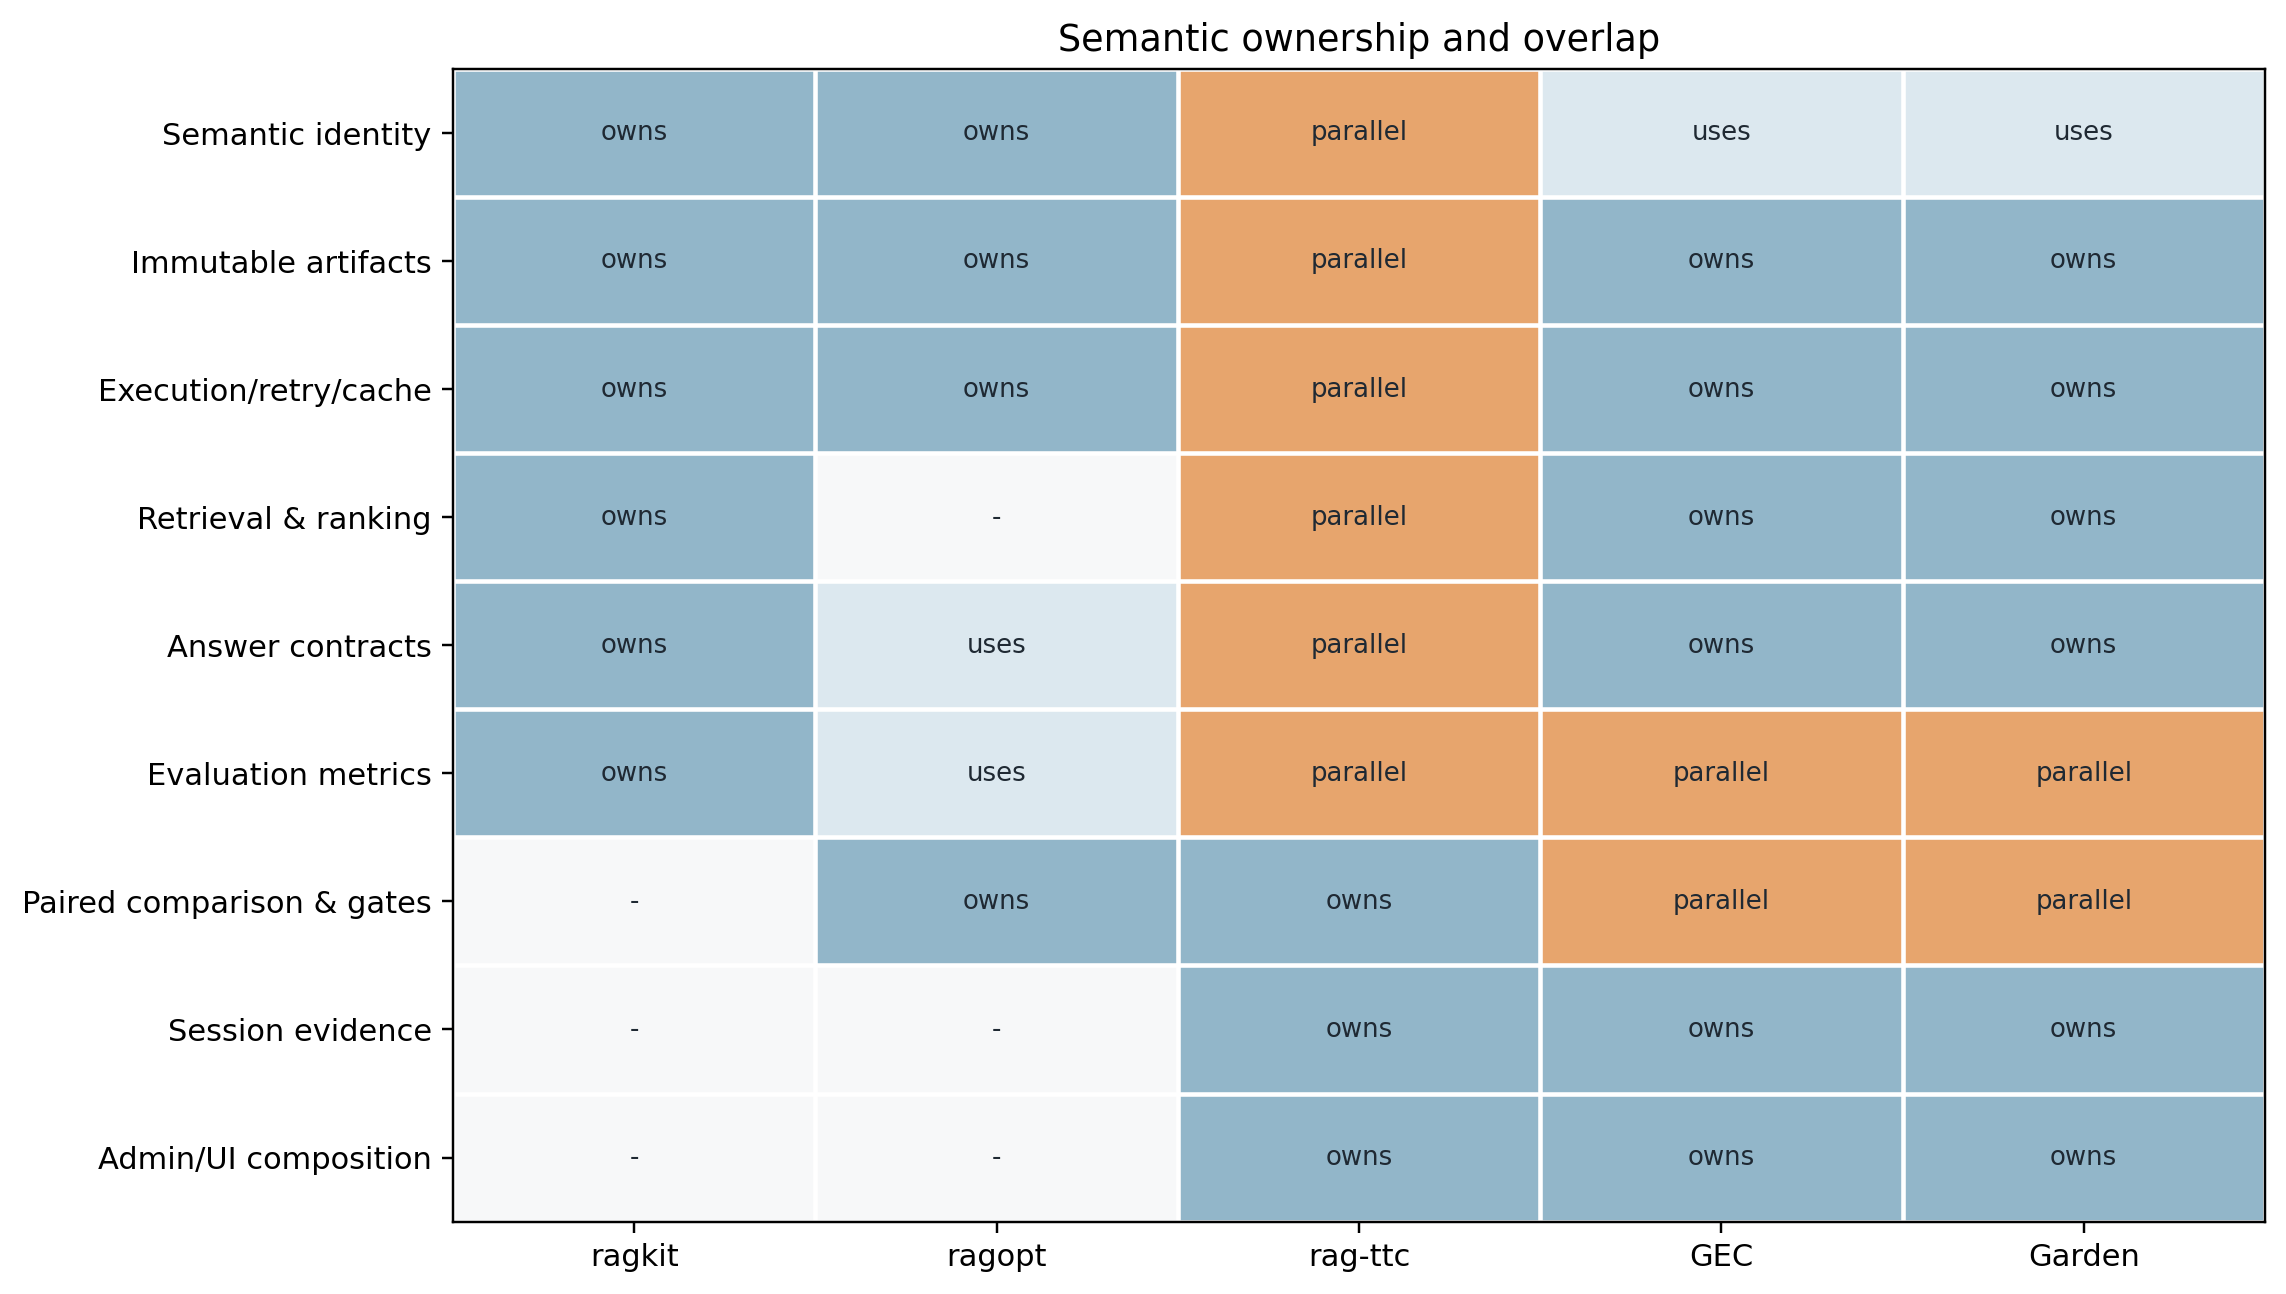 Semantic ownership and overlap
Semantic identity owns owns parallel uses uses
Immutable artifacts owns owns parallel owns owns
Execution/retry/cache owns owns parallel owns owns
Retrieval & ranking owns - parallel owns owns
Answer contracts owns uses parallel owns owns
Evaluation metrics owns uses parallel parallel parallel
Paired comparison & gates - owns owns parallel parallel
Session evidence - - owns owns owns
Admin/UI composition - - owns owns owns
ragkit ragopt rag-ttc GEC Garden